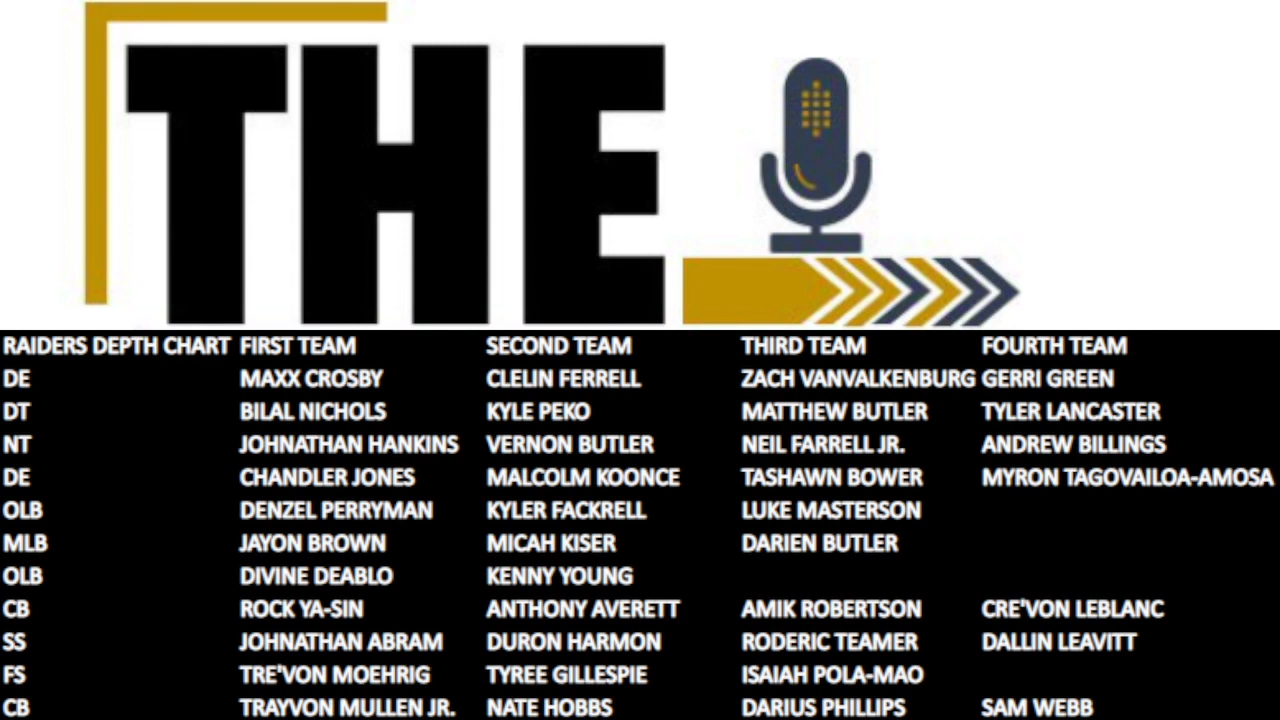 THE
RAIDERS DEPTH CHART FIRST TEAM SECOND TEAM THIRD TEAM FOURTH TEAM
DE MAXX CROSBY CLELIN FERRELL ZACH VANVALKENBURG GERRI GREEN
DT BILAL NICHOLS KYLE PEKO MATTHEW BUTLER TYLER LANCASTER
NT JOHNATHAN HANKINS VERNON BUTLER NEIL FARRELL JR. ANDREW BILLINGS
DE CHANDLER JONES MALCOLM KOONCE TASHAWN BOWER MYRON TAGOVAILOA-AMOSA
OLB DENZEL PERRYMAN KYLER FACKRELL LUKE MASTERSON
MLB JAYON BROWN MICAH KISER DARIEN BUTLER
OLB DIVINE DEABLO KENNY YOUNG
CB ROCK YA-SIN ANTHONY AVERETT AMIK ROBERTSON CRE'VON LEBLANC
SS JOHNATHAN ABRAM DURON HARMON RODERIC TEAMER DALLIN LEAVITT
FS TRE'VON MOEHRIG TYREE GILLESPIE ISAIAH POLA-MAO
CB TRAYVON MULLEN JR. NATE HOBBS DARIUS PHILLIPS SAM WEBB